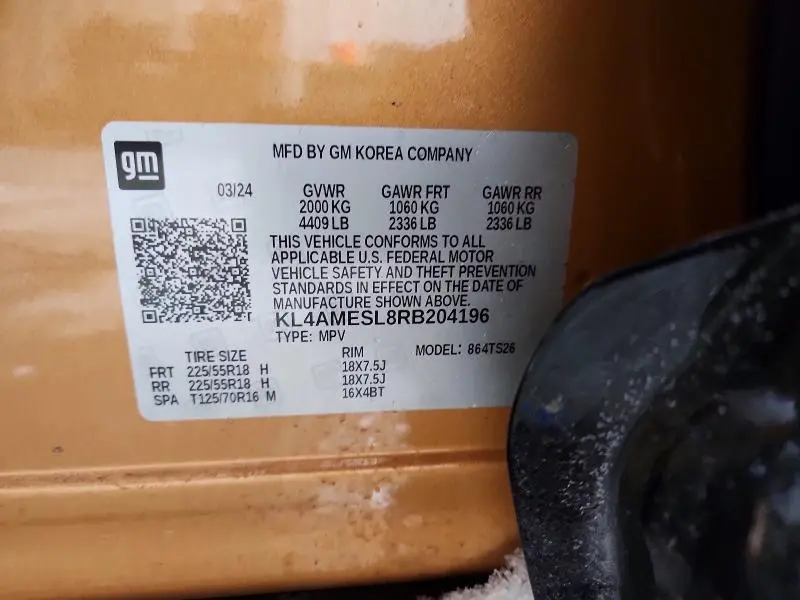 gm
MFD BY GM KOREA COMPANY
03/24 GVWR GAWR FRT GAWR RR
2000 KG 1060 KG 1060 KG
4409 LB 2336 LB 2336 LB
THIS VEHICLE CONFORMS TO ALL
APPLICABLE U.S. FEDERAL MOTOR
VEHICLE SAFETY AND THEFT PREVENTION
STANDARDS IN EFFECT ON THE DATE OF
MANUFACTURE SHOWN ABOVE.
KL4AMESL8RB204196
TYPE: MPV
TIRE SIZE RIM MODEL: 864TS26
FRT 225/55R18 H 18X7.5J
RR 225/55R18 H 18X7.5J
SPA T125/70R16 M 16X4BT